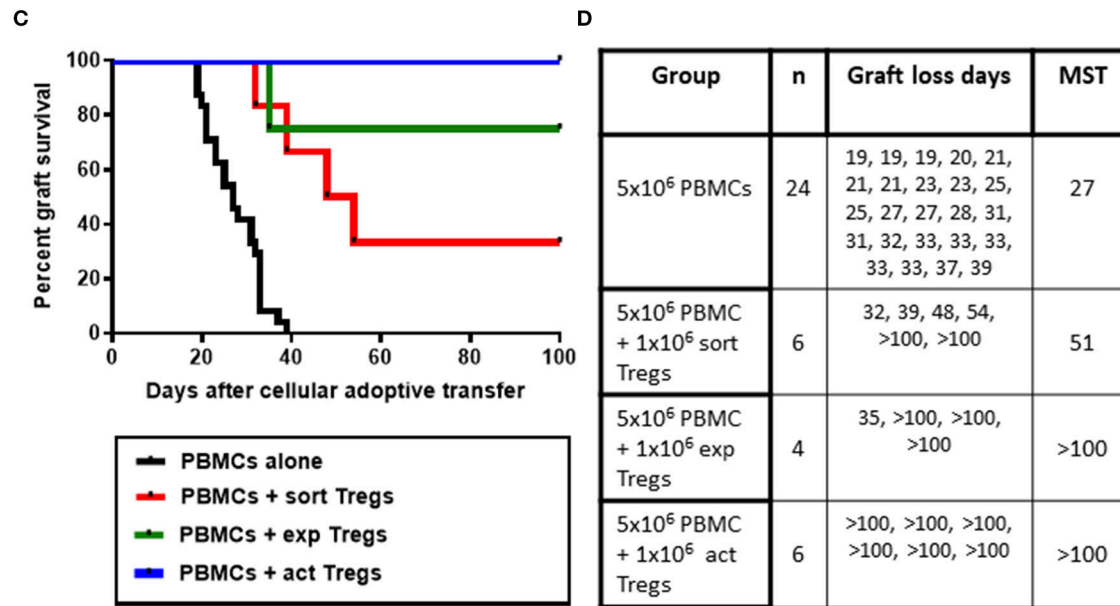 C
100
80
60
40
20
0
Percent graft survival
0 20 40 60 80 100
Days after cellular adoptive transfer
PBMCs alone
PBMCs + sort Tregs
PBMCs + exp Tregs
PBMCs + act Tregs
D
Group n Graft loss days MST
5x10⁶ PBMCs 24 27
19, 19, 19, 20, 21,
21, 21, 23, 23, 25,
25, 27, 27, 28, 31,
31, 32, 33, 33, 33,
33, 33, 37, 39
5x10⁶ PBMC
+ 1x10⁶ sort
Tregs
6
32, 39, 48, 54,
>100, >100
51
5x10⁶ PBMC
+ 1x10⁶ exp
Tregs
4
35, >100, >100,
>100
>100
5x10⁶ PBMC
+ 1x10⁶ act
Tregs
6
>100, >100, >100,
>100, >100, >100
>100